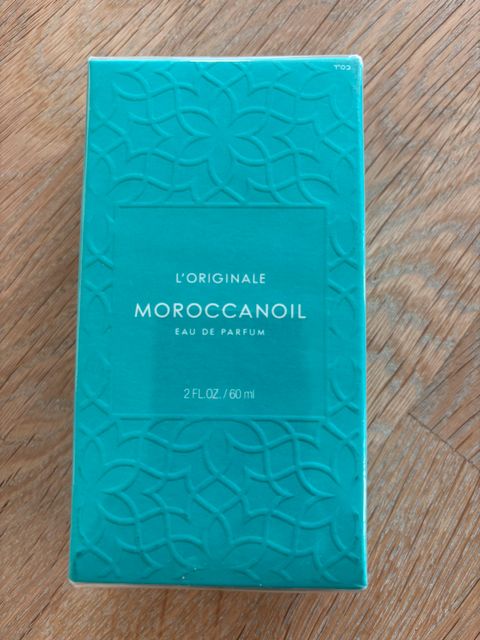 L'ORIGINALE
MOROCCANOIL
EAU DE PARFUM
2 FL.OZ. / 60 ml